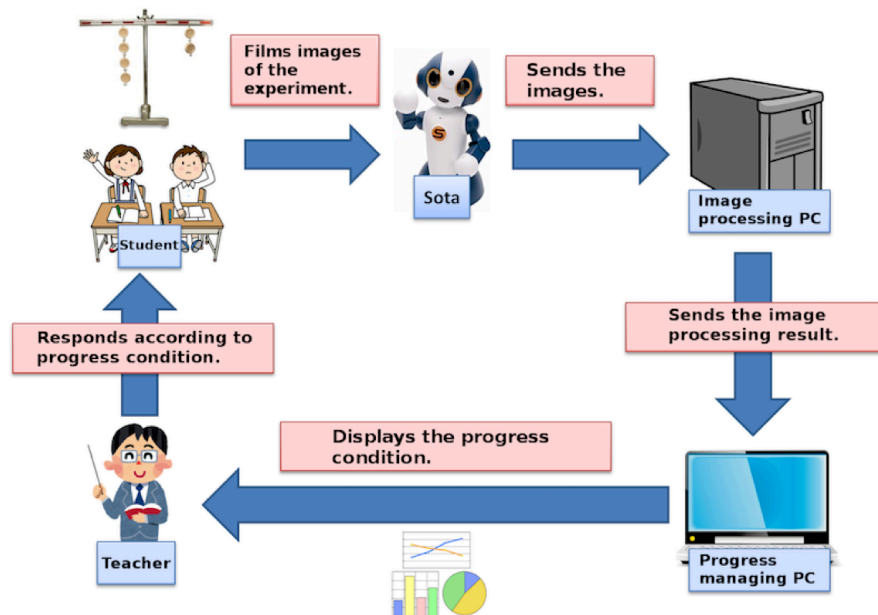 Films images
of the
experiment.
Sends the
images.
S
Sota
Image
processing PC
Student
Sends the image
processing result.
Responds according to
progress condition.
Displays the progress
condition.
Teacher
Progress
managing PC